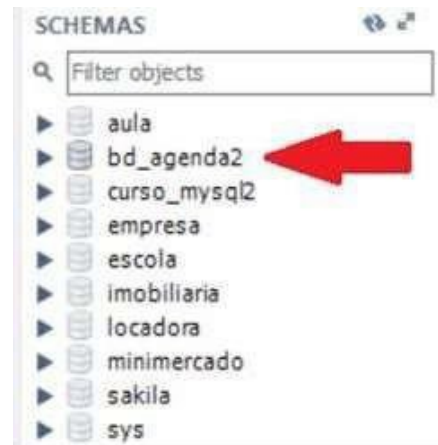 SCHEMAS
Filter objects
aula
bd_agenda2
curso_mysql2
empresa
escola
imobiliaria
locadora
minimercado
sakila
sys